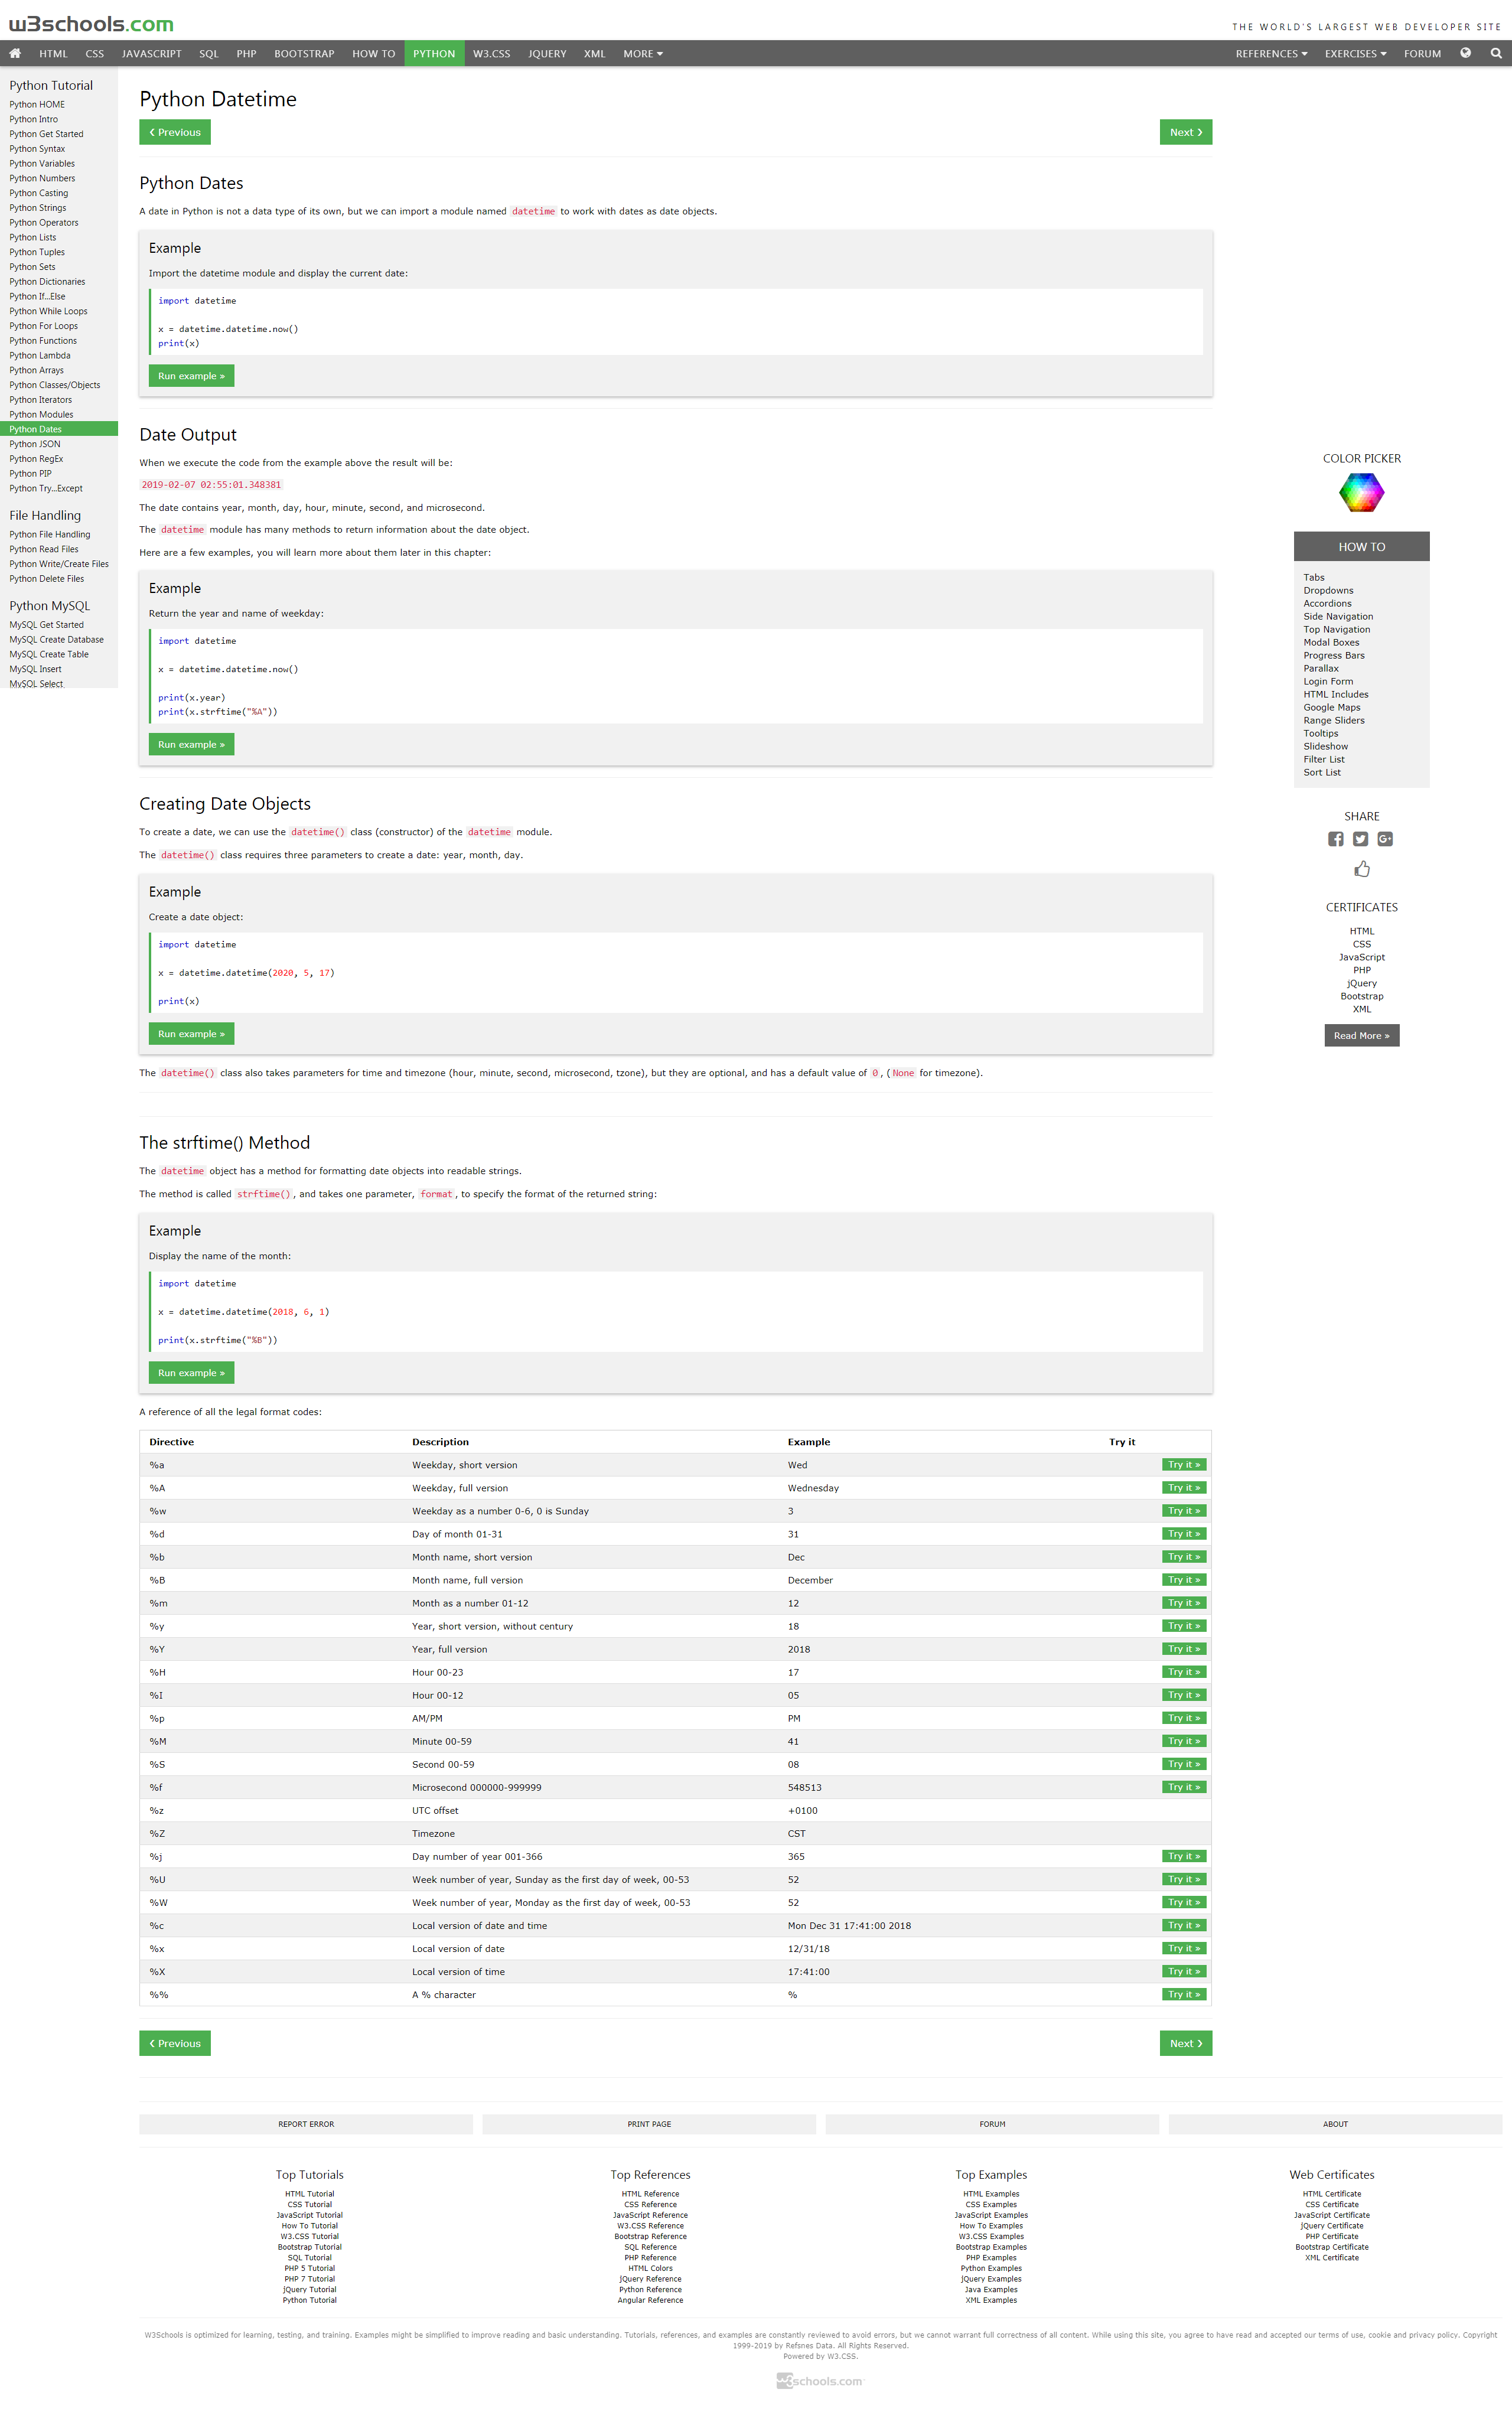 w3schools.com
THE WORLD'S LARGEST WEB DEVELOPER SITE
HTML CSS JAVASCRIPT SQL PHP BOOTSTRAP HOW TO PYTHON W3.CSS JQUERY XML MORE REFERENCES EXERCISES FORUM
Python Tutorial
Python HOME
Python Intro
Python Get Started
Python Syntax
Python Variables
Python Numbers
Python Casting
Python Strings
Python Operators
Python Lists
Python Tuples
Python Sets
Python Dictionaries
Python If...Else
Python While Loops
Python For Loops
Python Functions
Python Lambda
Python Arrays
Python Classes/Objects
Python Iterators
Python Modules
Python Dates
Python JSON
Python RegEx
Python PIP
Python Try...Except
File Handling
Python File Handling
Python Read Files
Python Write/Create Files
Python Delete Files
Python MySQL
MySQL Get Started
MySQL Create Database
MySQL Create Table
MySQL Insert
MySQL Select
Python Datetime
❮ Previous
Next ❯
Python Dates
A date in Python is not a data type of its own, but we can import a module named datetime to work with dates as date objects.
Example
Import the datetime module and display the current date:
import datetime
x = datetime.datetime.now()
print(x)
Run example »
Date Output
When we execute the code from the example above the result will be:
2019-02-07 02:55:01.348381
The date contains year, month, day, hour, minute, second, and microsecond.
The datetime module has many methods to return information about the date object.
Here are a few examples, you will learn more about them later in this chapter:
Example
Return the year and name of weekday:
import datetime
x = datetime.datetime.now()
print(x.year)
print(x.strftime("%A"))
Run example »
Creating Date Objects
To create a date, we can use the datetime() class (constructor) of the datetime module.
The datetime() class requires three parameters to create a date: year, month, day.
Example
Create a date object:
import datetime
x = datetime.datetime(2020, 5, 17)
print(x)
Run example »
The datetime() class also takes parameters for time and timezone (hour, minute, second, microsecond, tzone), but they are optional, and has a default value of 0, (None for timezone).
The strftime() Method
The datetime object has a method for formatting date objects into readable strings.
The method is called strftime(), and takes one parameter, format, to specify the format of the returned string:
Example
Display the name of the month:
import datetime
x = datetime.datetime(2018, 6, 1)
print(x.strftime("%B"))
Run example »
A reference of all the legal format codes:
Directive Description Example Try it
%a Weekday, short version Wed Try it »
%A Weekday, full version Wednesday Try it »
%w Weekday as a number 0-6, 0 is Sunday 3 Try it »
%d Day of month 01-31 31 Try it »
%b Month name, short version Dec Try it »
%B Month name, full version December Try it »
%m Month as a number 01-12 12 Try it »
%y Year, short version, without century 18 Try it »
%Y Year, full version 2018 Try it »
%H Hour 00-23 17 Try it »
%I Hour 00-12 05 Try it »
%p AM/PM PM Try it »
%M Minute 00-59 41 Try it »
%S Second 00-59 08 Try it »
%f Microsecond 000000-999999 548513 Try it »
%z UTC offset +0100
%Z Timezone CST
%j Day number of year 001-366 365 Try it »
%U Week number of year, Sunday as the first day of week, 00-53 52 Try it »
%W Week number of year, Monday as the first day of week, 00-53 52 Try it »
%c Local version of date and time Mon Dec 31 17:41:00 2018 Try it »
%x Local version of date 12/31/18 Try it »
%X Local version of time 17:41:00 Try it »
%% A % character % Try it »
❮ Previous
Next ❯
COLOR PICKER
HOW TO
Tabs
Dropdowns
Accordions
Side Navigation
Top Navigation
Modal Boxes
Progress Bars
Parallax
Login Form
HTML Includes
Google Maps
Range Sliders
Tooltips
Slideshow
Filter List
Sort List
SHARE
CERTIFICATES
HTML
CSS
JavaScript
PHP
jQuery
Bootstrap
XML
Read More »
REPORT ERROR PRINT PAGE FORUM ABOUT
Top Tutorials
HTML Tutorial
CSS Tutorial
JavaScript Tutorial
How To Tutorial
W3.CSS Tutorial
Bootstrap Tutorial
SQL Tutorial
PHP 5 Tutorial
PHP 7 Tutorial
jQuery Tutorial
Python Tutorial
Top References
HTML Reference
CSS Reference
JavaScript Reference
W3.CSS Reference
Bootstrap Reference
SQL Reference
PHP Reference
HTML Colors
jQuery Reference
Python Reference
Angular Reference
Top Examples
HTML Examples
CSS Examples
JavaScript Examples
How To Examples
W3.CSS Examples
Bootstrap Examples
PHP Examples
Python Examples
jQuery Examples
Java Examples
XML Examples
Web Certificates
HTML Certificate
CSS Certificate
JavaScript Certificate
jQuery Certificate
PHP Certificate
Bootstrap Certificate
XML Certificate
W3Schools is optimized for learning, testing, and training. Examples might be simplified to improve reading and basic understanding. Tutorials, references, and examples are constantly reviewed to avoid errors, but we cannot warrant full correctness of all content. While using this site, you agree to have read and accepted our terms of use, cookie and privacy policy. Copyright
1999-2019 by Refsnes Data. All Rights Reserved.
Powered by W3.CSS.
w3schools.com